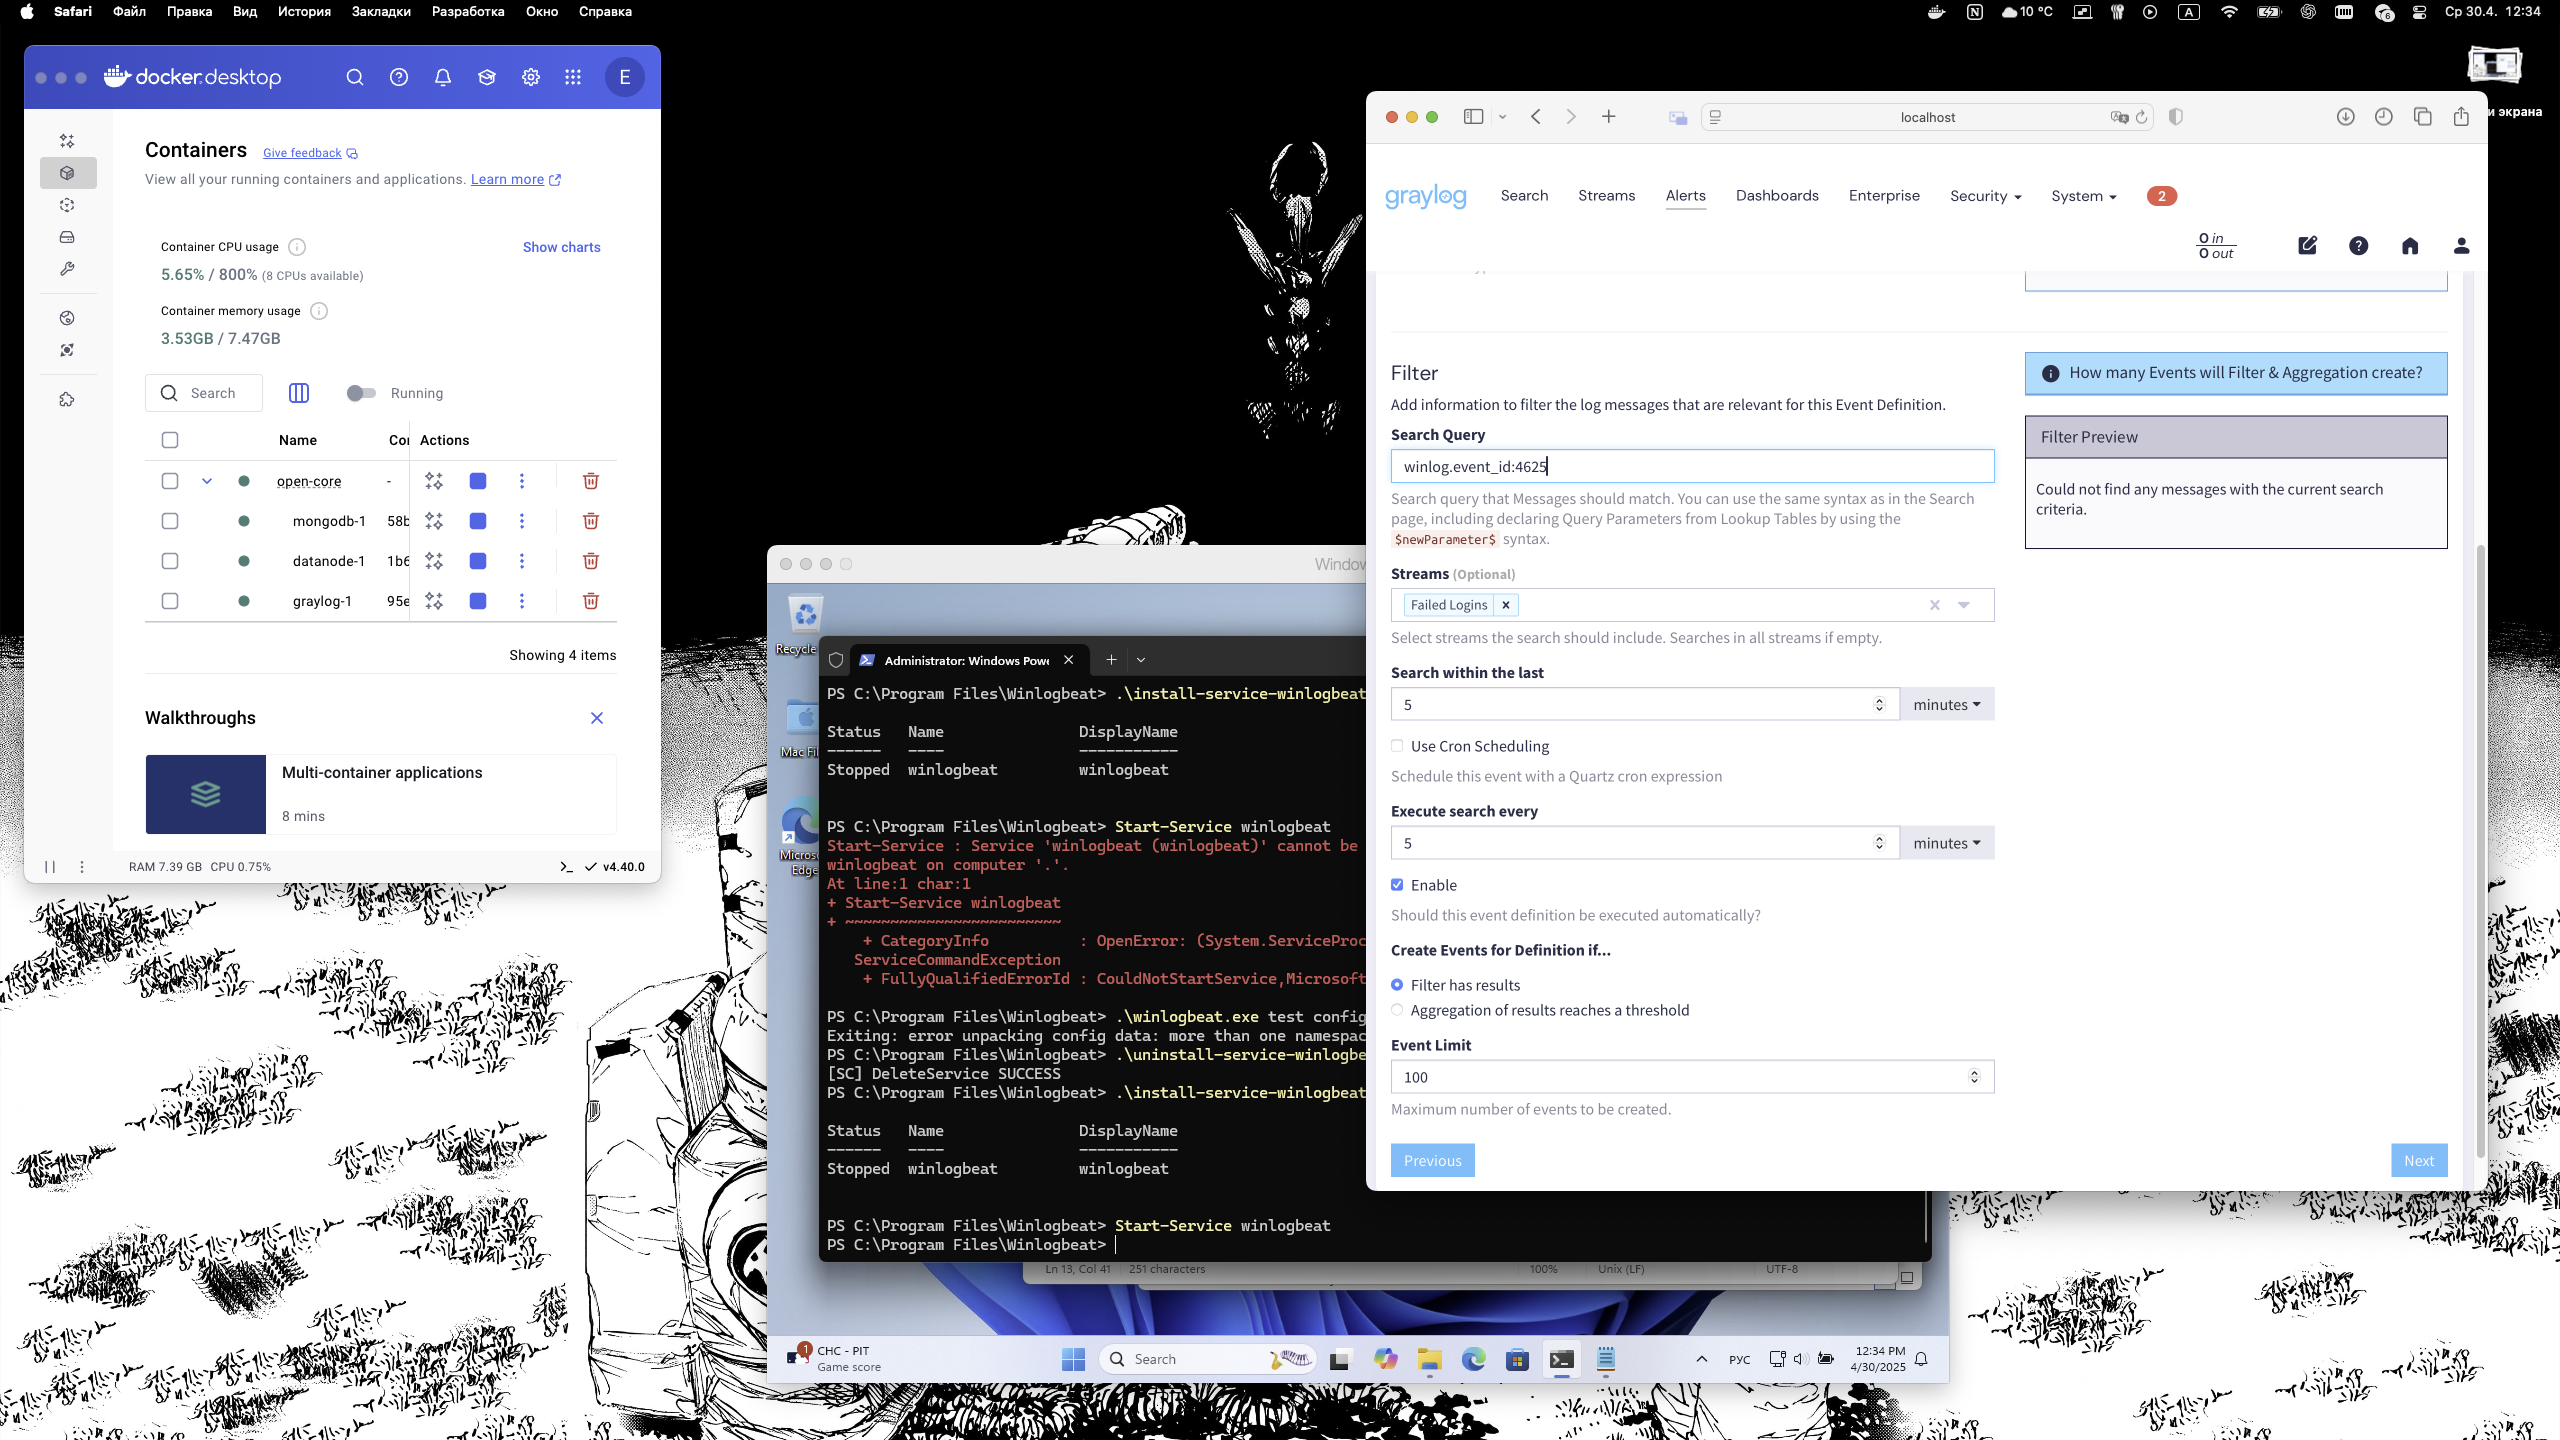 Safari Файл Правка Вид История Закладки Разработка Окно Справка
10 °C A 6 Ср 30.4. 12:34
и экрана
docker.desktop E
Containers Give feedback
View all your running containers and applications. Learn more
Container CPU usage
Show charts
5.65% / 800% (8 CPUs available)
Container memory usage
3.53GB / 7.47GB
Search Running
Name Actions
open-core -
mongodb-1 58b
datanode-1 1b6
graylog-1 95e
Showing 4 items
Walkthroughs
Multi-container applications
8 mins
RAM 7.39 GB CPU 0.75% v4.40.0
Recycle
Mac Fi
Micros
Edge
Administrator: Windows Powe
PS C:\Program Files\Winlogbeat> .\install-service-winlogbeat
Status Name DisplayName
------ ---- -----------
Stopped winlogbeat winlogbeat
PS C:\Program Files\Winlogbeat> Start-Service winlogbeat
Start-Service : Service 'winlogbeat (winlogbeat)' cannot be
winlogbeat on computer '.'.
At line:1 char:1
+ Start-Service winlogbeat
+ ~~~~~~~~~~~~~~~~~~~~~~~~
+ CategoryInfo : OpenError: (System.ServiceProc
ServiceCommandException
+ FullyQualifiedErrorId : CouldNotStartService,Microsoft
PS C:\Program Files\Winlogbeat> .\winlogbeat.exe test config
Exiting: error unpacking config data: more than one namespac
PS C:\Program Files\Winlogbeat> .\uninstall-service-winlogbe
[SC] DeleteService SUCCESS
PS C:\Program Files\Winlogbeat> .\install-service-winlogbeat
Status Name DisplayName
------ ---- -----------
Stopped winlogbeat winlogbeat
PS C:\Program Files\Winlogbeat> Start-Service winlogbeat
PS C:\Program Files\Winlogbeat>
Ln 13, Col 41 251 characters 100% Unix (LF) UTF-8
1 CHC - PIT
Game score
Search
РУС
12:34 PM
4/30/2025
localhost
graylog Search Streams Alerts Dashboards Enterprise Security System 2
0 in
0 out
Filter
Add information to filter the log messages that are relevant for this Event Definition.
Search Query
winlog.event_id:4625
Search query that Messages should match. You can use the same syntax as in the Search
page, including declaring Query Parameters from Lookup Tables by using the
$newParameter$ syntax.
Streams (Optional)
Failed Logins
Select streams the search should include. Searches in all streams if empty.
Search within the last
5 minutes
Use Cron Scheduling
Schedule this event with a Quartz cron expression
Execute search every
5 minutes
Enable
Should this event definition be executed automatically?
Create Events for Definition if...
Filter has results
Aggregation of results reaches a threshold
Event Limit
100
Maximum number of events to be created.
Previous Next
How many Events will Filter & Aggregation create?
Filter Preview
Could not find any messages with the current search
criteria.